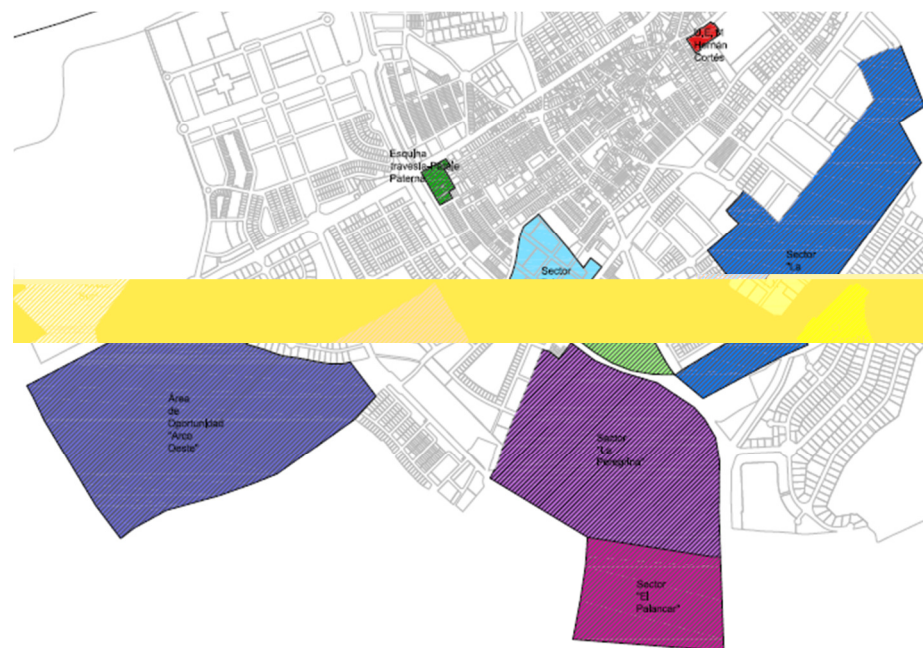 U.E.M
Hernán
Cortés
Esquina
travesía-Pasaje
Paterna
Sector
"La
Sector
Área
de
Oportunidad
"Arco
Oeste"
Sector
"La
Peregrina"
Sector
"El
Palancar"